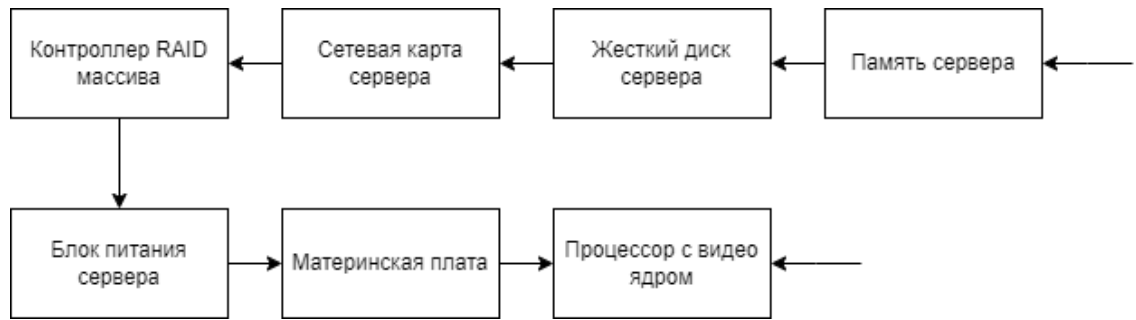 Контроллер RAID
массива
Сетевая карта
сервера
Жесткий диск
сервера
Память сервера
Блок питания
сервера
Материнская плата
Процессор с видео
ядром